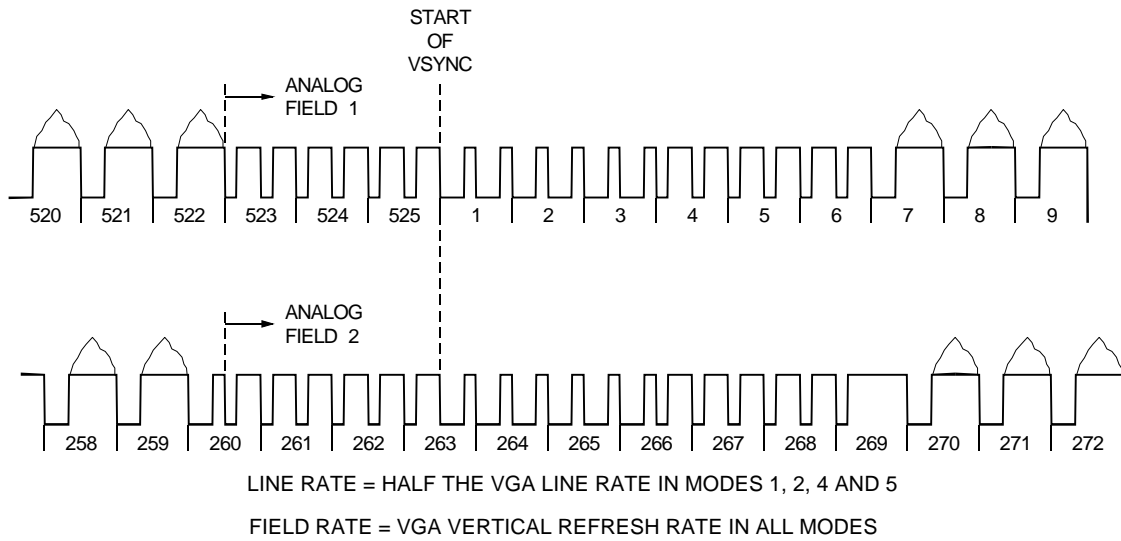 START
OF
VSYNC
ANALOG
FIELD 1
520 521 522 523 524 525 1 2 3 4 5 6 7 8 9
ANALOG
FIELD 2
258 259 260 261 262 263 264 265 266 267 268 269 270 271 272
LINE RATE = HALF THE VGA LINE RATE IN MODES 1, 2, 4 AND 5
FIELD RATE = VGA VERTICAL REFRESH RATE IN ALL MODES